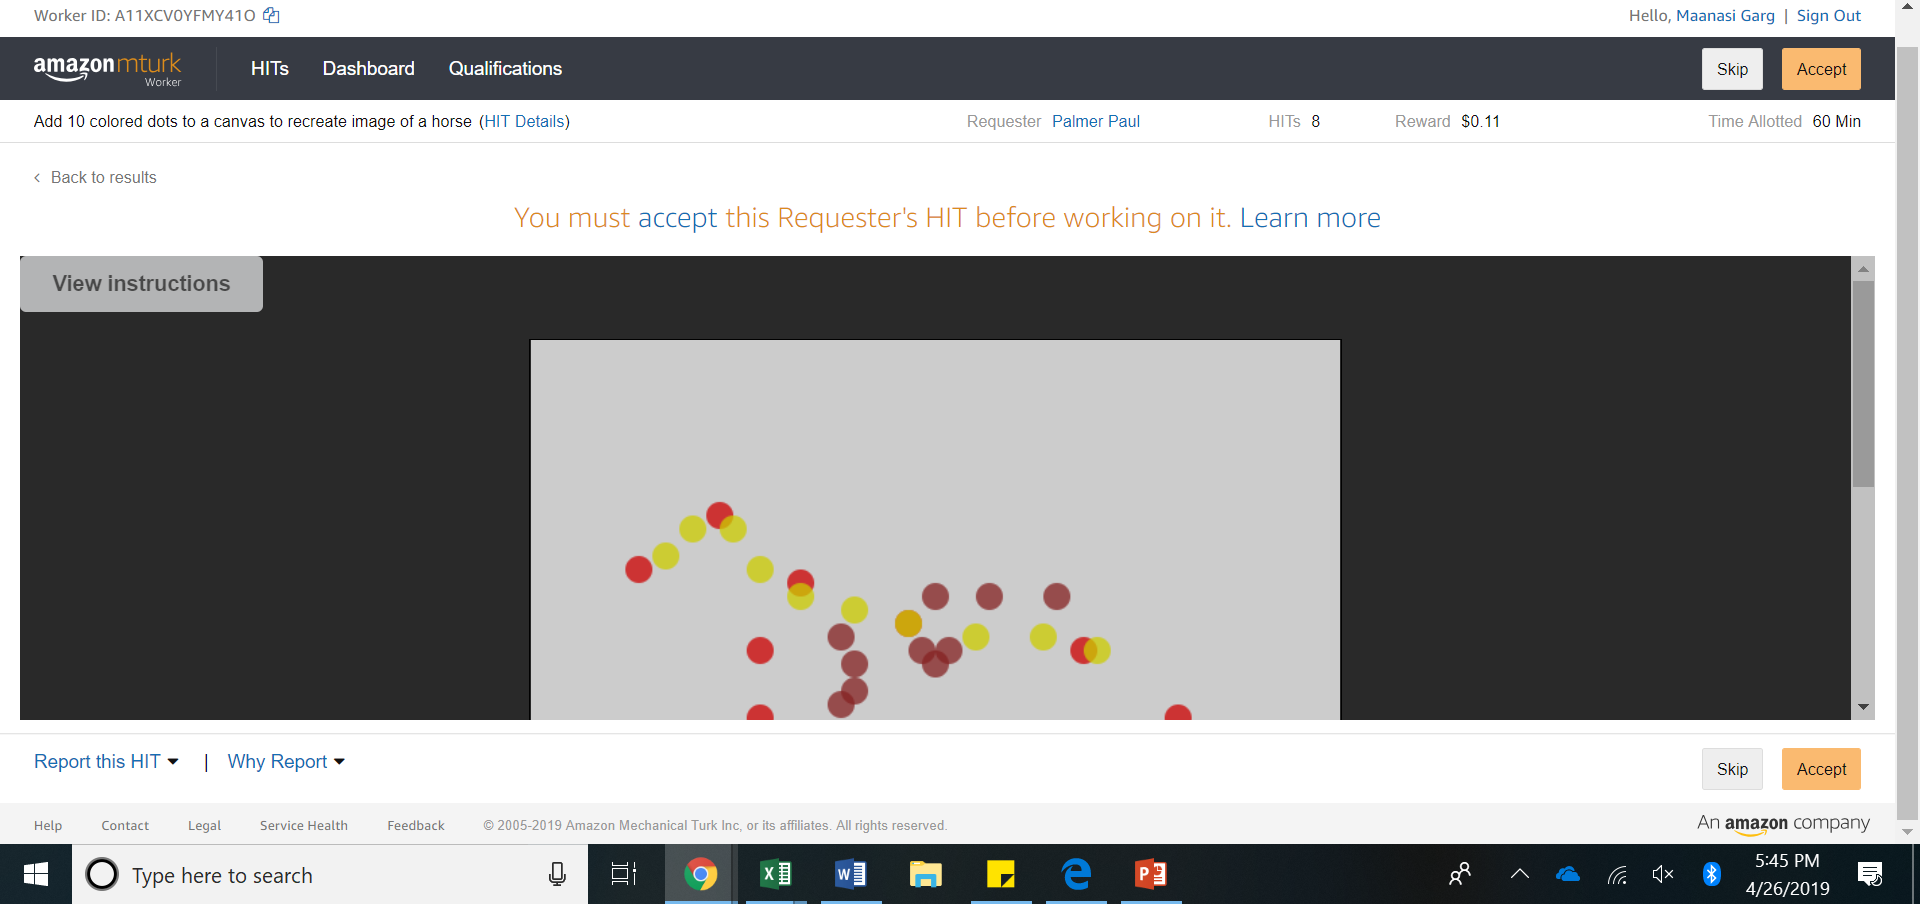 Worker ID: A11XCV0YFMY41O
Hello, Maanasi Garg | Sign Out
amazonmturk
Worker
HITs Dashboard Qualifications
Skip Accept
Add 10 colored dots to a canvas to recreate image of a horse (HIT Details)
Requester Palmer Paul HITs 8 Reward $0.11 Time Allotted 60 Min
< Back to results
You must accept this Requester's HIT before working on it. Learn more
View instructions
Report this HIT | Why Report
Skip Accept
Help Contact Legal Service Health Feedback © 2005-2019 Amazon Mechanical Turk Inc, or its affiliates. All rights reserved.
An amazon company
Type here to search
5:45 PM
4/26/2019